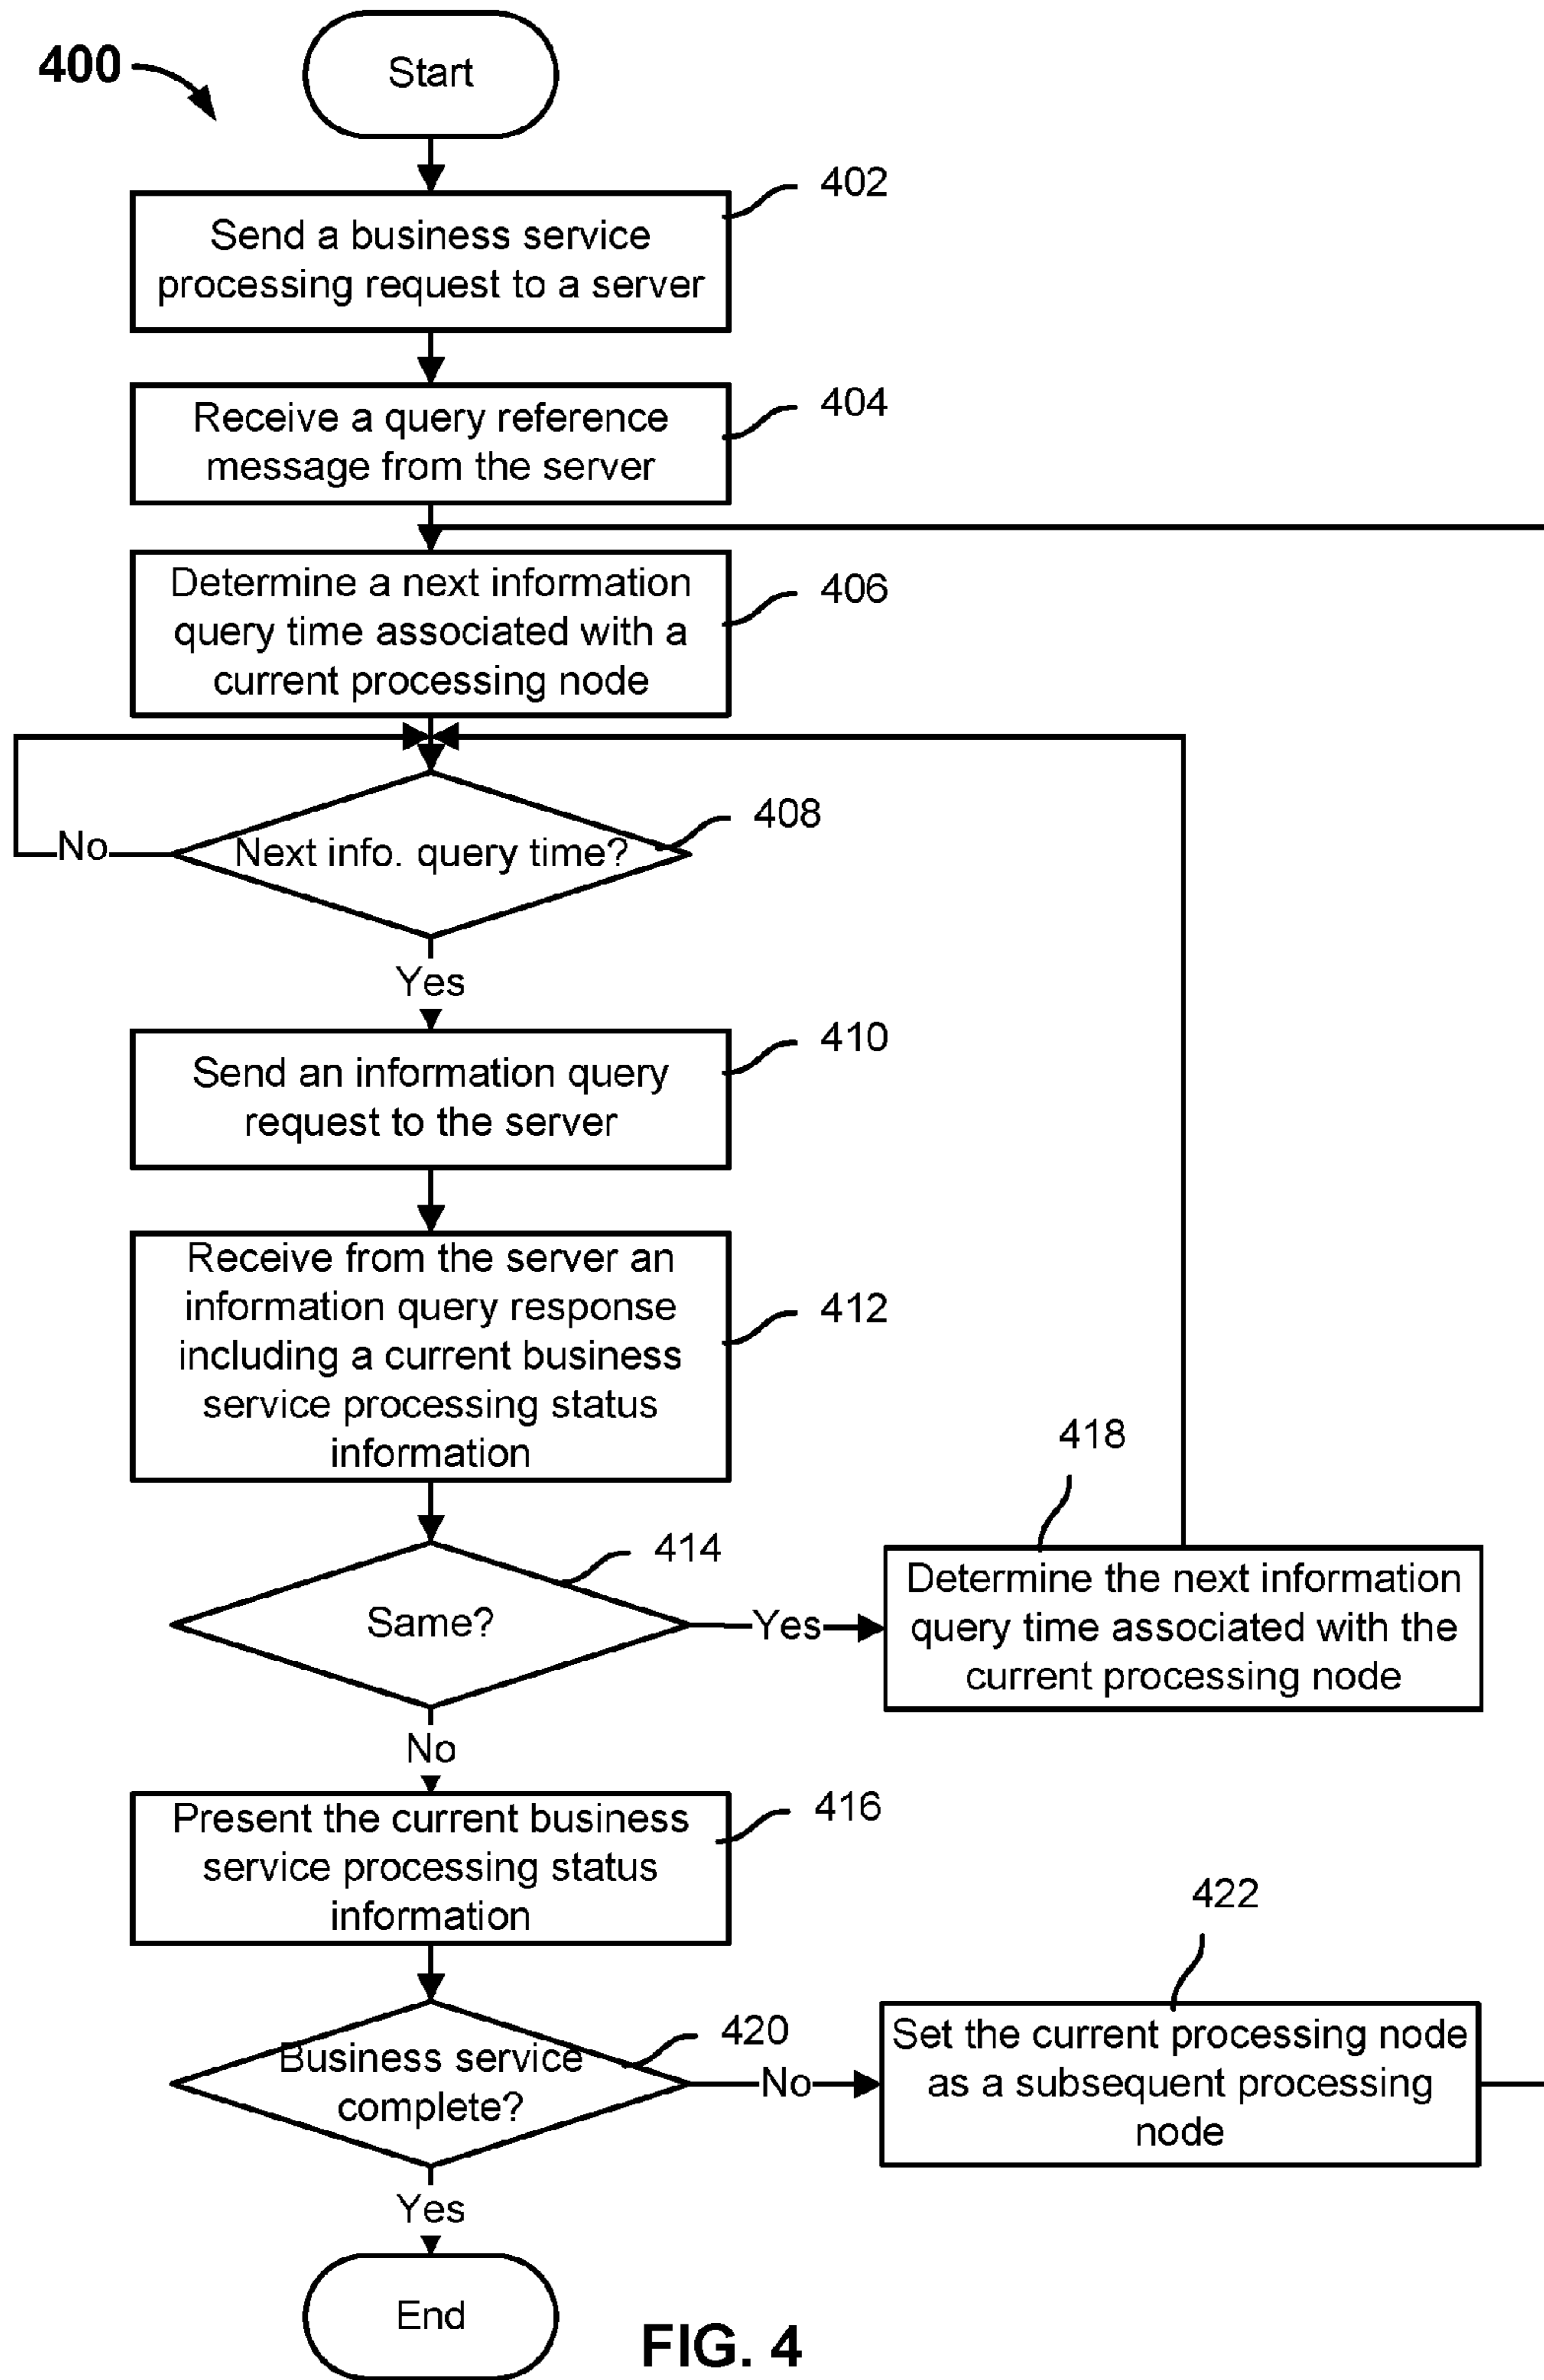 400
Start
402
Send a business service
processing request to a server
404
Receive a query reference
message from the server
406
Determine a next information
query time associated with a
current processing node
408
Next info. query time?
No
Yes
410
Send an information query
request to the server
412
Receive from the server an
information query response
including a current business
service processing status
information
414
Same?
Yes
418
Determine the next information
query time associated with the
current processing node
No
416
Present the current business
service processing status
information
420
Business service
complete?
No
422
Set the current processing node
as a subsequent processing
node
Yes
End
FIG. 4